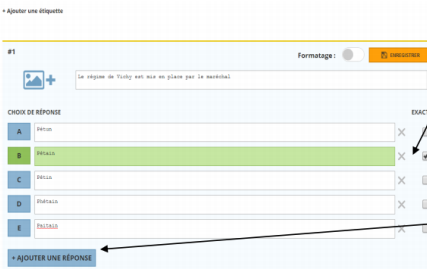 + Ajouter une étiquette
#1
Formatage :
ENREGISTRER
Le régime de Vichy est mis en place par le maréchal
CHOIX DE RÉPONSE
EXACT
A
Péton
B
Pétain
C
Pétin
D
Phétain
E
Paitain
+ AJOUTER UNE RÉPONSE